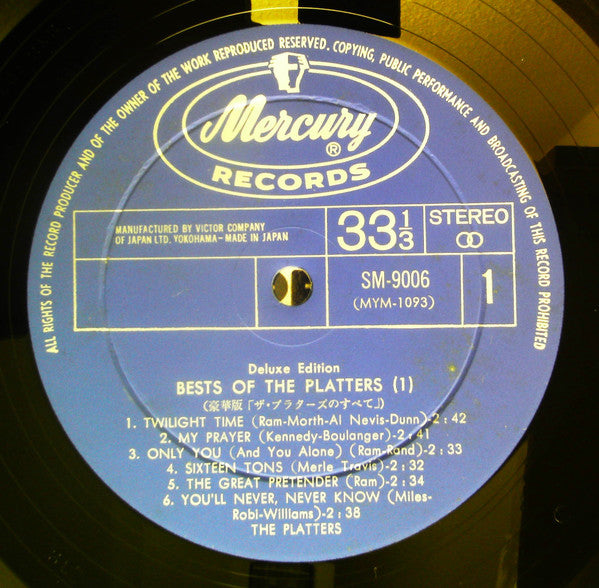 ALL RIGHTS OF THE RECORD PRODUCER AND OF THE OWNER OF THE WORK REPRODUCED RESERVED. COPYING, PUBLIC PERFORMANCE AND BROADCASTING OF THIS RECORD PROHIBITED
Mercury ®
RECORDS
MANUFACTURED BY VICTOR COMPANY
OF JAPAN LTD. YOKOHAMA – MADE IN JAPAN
33 1/3
STEREO
SM-9006
(MYM-1093)
1
Deluxe Edition
BESTS OF THE PLATTERS (1)
(豪華版「ザ・プラターズのすべて」)
1. TWILIGHT TIME (Ram-Morth-Al Nevis-Dunn)-2:42
2. MY PRAYER (Kennedy-Boulanger)-2:41
3. ONLY YOU (And You Alone) (Ram-Rand)-2:33
4. SIXTEEN TONS (Merle Travis)-2:32
5. THE GREAT PRETENDER (Ram)-2:34
6. YOU'LL NEVER, NEVER KNOW (Miles-
Robi-Williams)-2:38
THE PLATTERS